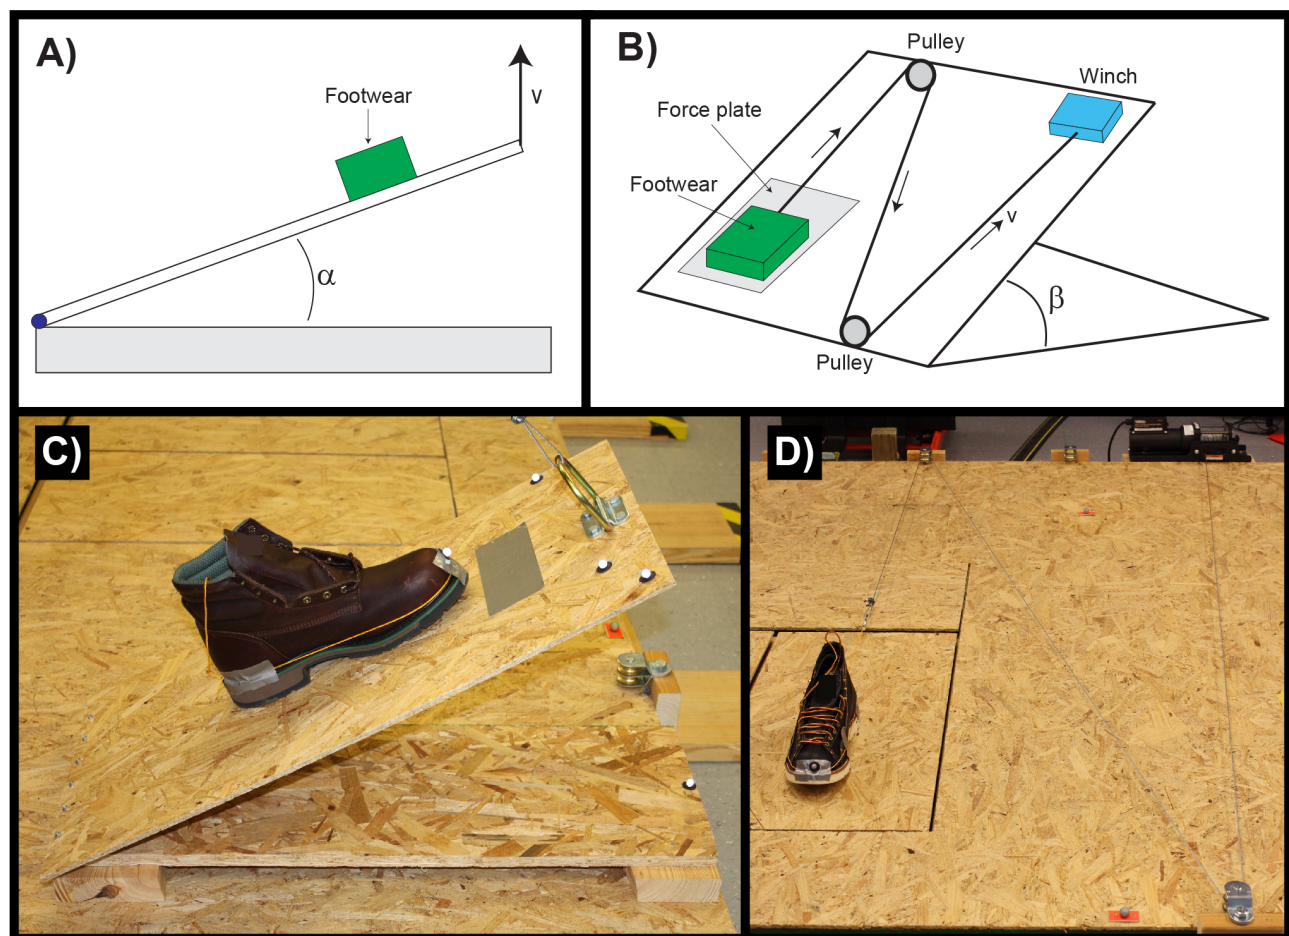 A)
Footwear
v
α
B)
Pulley
Winch
Force plate
Footwear
v
β
Pulley
C)
D)